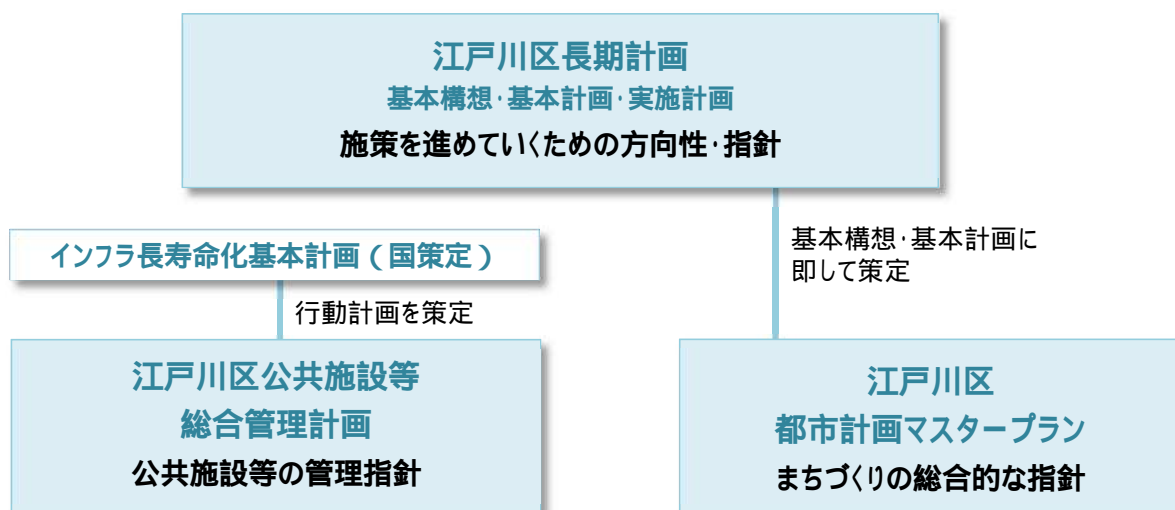 江戸川区長期計画
基本構想・基本計画・実施計画
施策を進めていくための方向性・指針
インフラ長寿命化基本計画（国策定）
行動計画を策定
基本構想・基本計画に
即して策定
江戸川区公共施設等
総合管理計画
公共施設等の管理指針
江戸川区
都市計画マスタープラン
まちづくりの総合的な指針